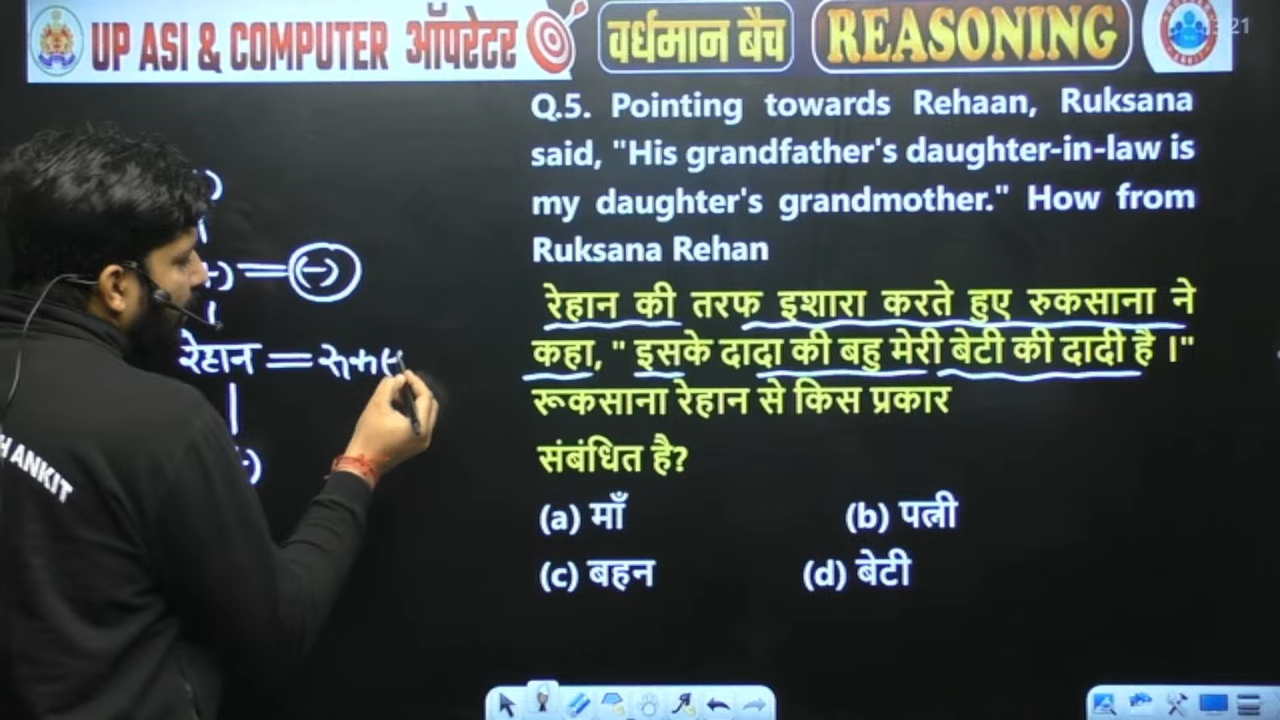 UP ASI & COMPUTER ऑपरेटर
वर्धमान बैच
REASONING
Q.5. Pointing towards Rehaan, Ruksana
said, "His grandfather's daughter-in-law is
my daughter's grandmother." How from
Ruksana Rehan
रेहान की तरफ इशारा करते हुए रुकसाना ने
कहा, " इसके दादा की बहु मेरी बेटी की दादी है ।"
रूकसाना रेहान से किस प्रकार
संबंधित है?
(a) माँ (b) पत्नी
(c) बहन (d) बेटी
रेहान =
ANKIT